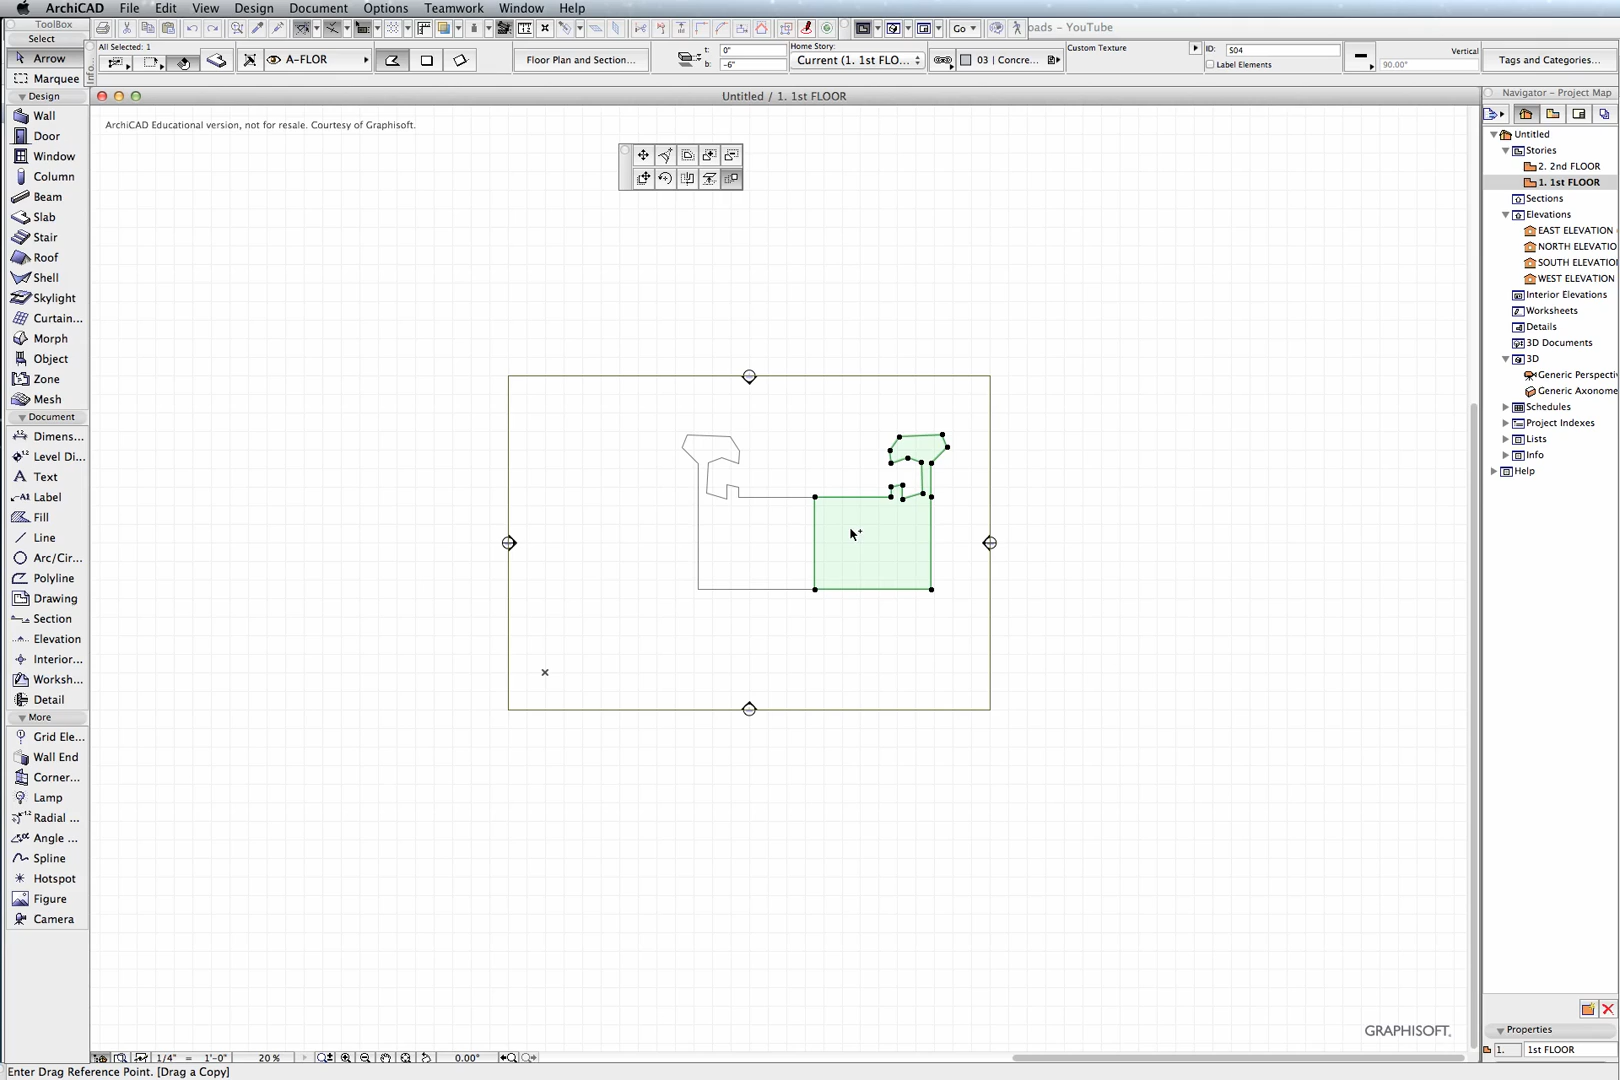 ArchiCAD File Edit View Design Document Options Teamwork Window Help
ToolBox
Select
Arrow
Marquee
Design
Wall
Door
Window
Column
Beam
Slab
Stair
Roof
Shell
Skylight
Curtain...
Morph
Object
Zone
Mesh
Document
Dimens...
Level Di...
Text
Label
Fill
Line
Arc/Cir...
Polyline
Drawing
Section
Elevation
Interior...
Worksh...
Detail
More
Grid Ele...
Wall End
Corner...
Lamp
Radial ...
Angle ...
Spline
Hotspot
Figure
Camera
Go
oads – YouTube
All Selected: 1
A-FLOR
Floor Plan and Section...
t: 0"
b: -6"
Home Story:
Current (1. 1st FLO...
03 | Concre...
Custom Texture
ID: S04
Label Elements
Vertical
90.00°
Tags and Categories...
Untitled / 1. 1st FLOOR
ArchiCAD Educational version, not for resale. Courtesy of Graphisoft.
Navigator – Project Map
Untitled
Stories
2. 2nd FLOOR
1. 1st FLOOR
Sections
Elevations
EAST ELEVATION
NORTH ELEVATIO
SOUTH ELEVATIO
WEST ELEVATION
Interior Elevations
Worksheets
Details
3D Documents
3D
Generic Perspecti
Generic Axonome
Schedules
Project Indexes
Lists
Info
Help
GRAPHISOFT.
Properties
1. 1st FLOOR
1/4" = 1'-0" 20 % 0.00°
Enter Drag Reference Point. [Drag a Copy]